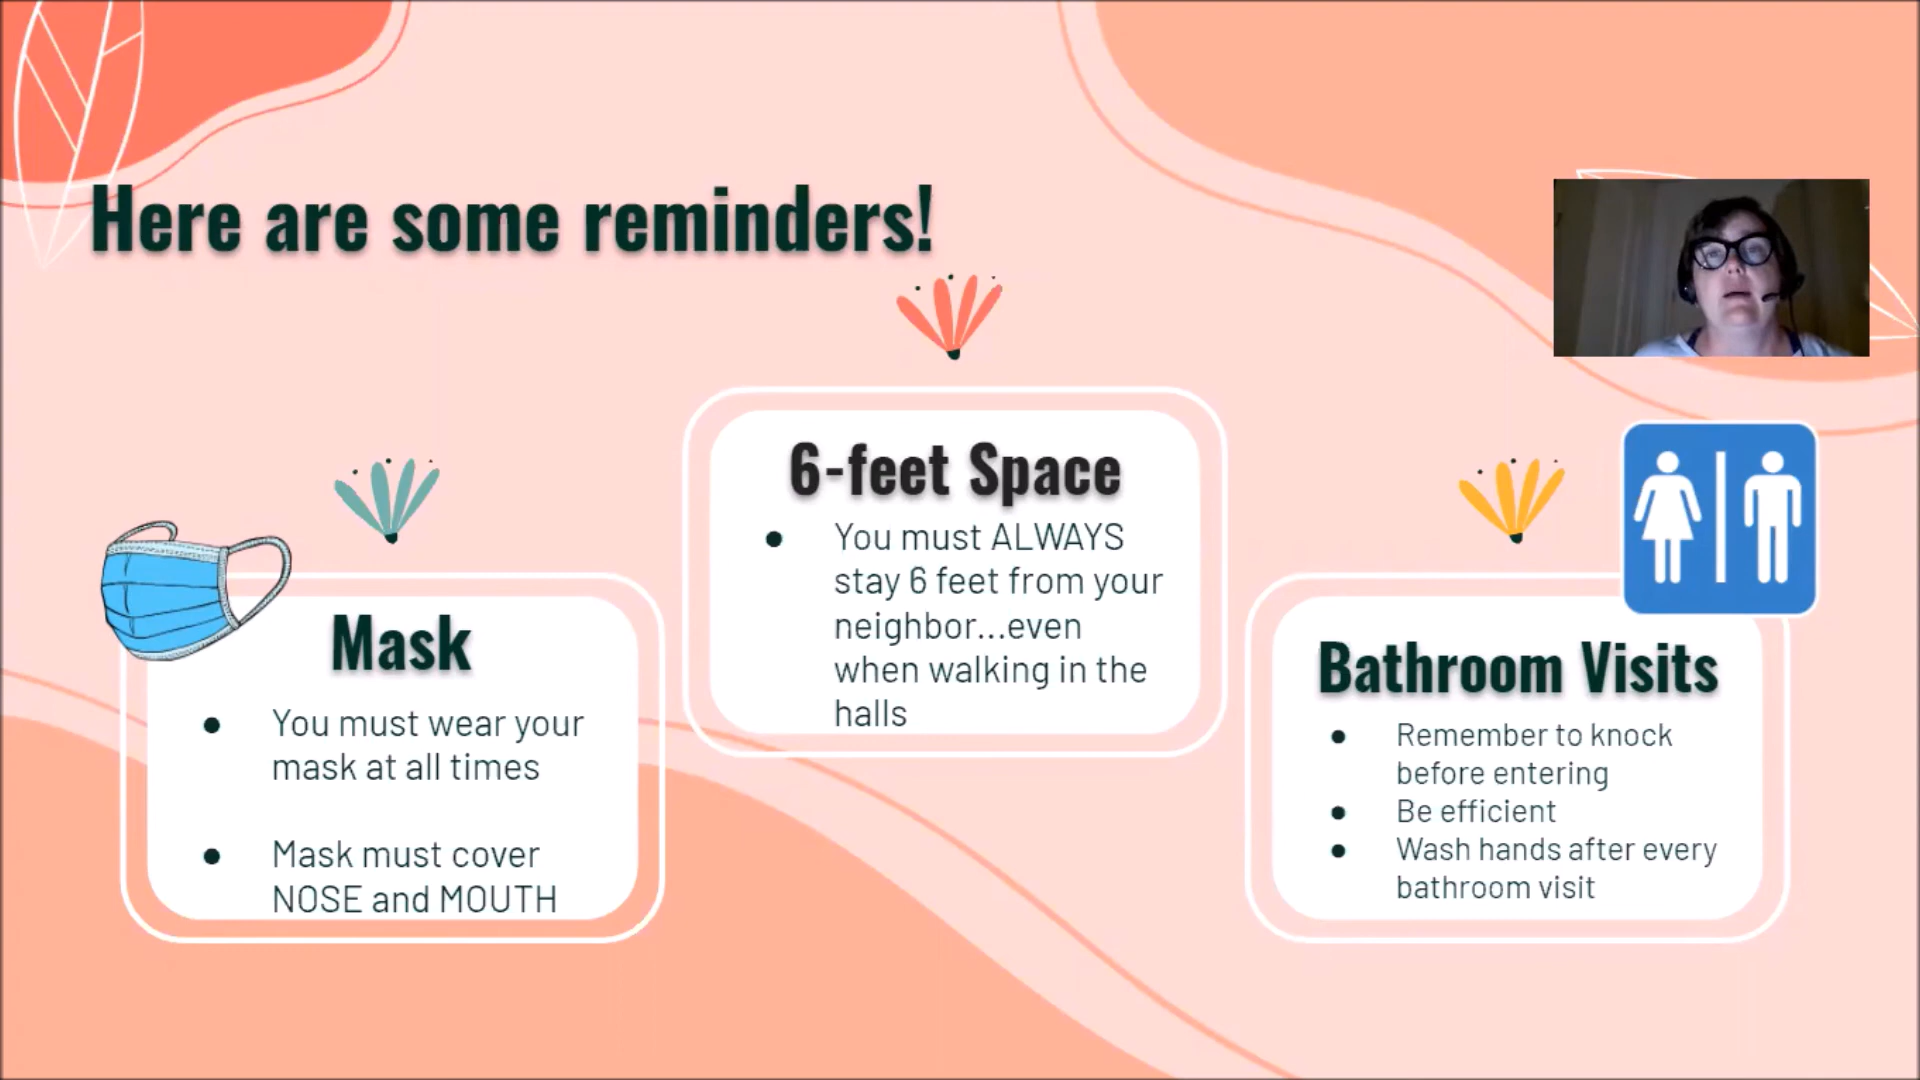 Here are some reminders!
Mask
You must wear your
mask at all times
Mask must cover
NOSE and MOUTH
6-feet Space
You must ALWAYS
stay 6 feet from your
neighbor...even
when walking in the
halls
Bathroom Visits
Remember to knock
before entering
Be efficient
Wash hands after every
bathroom visit